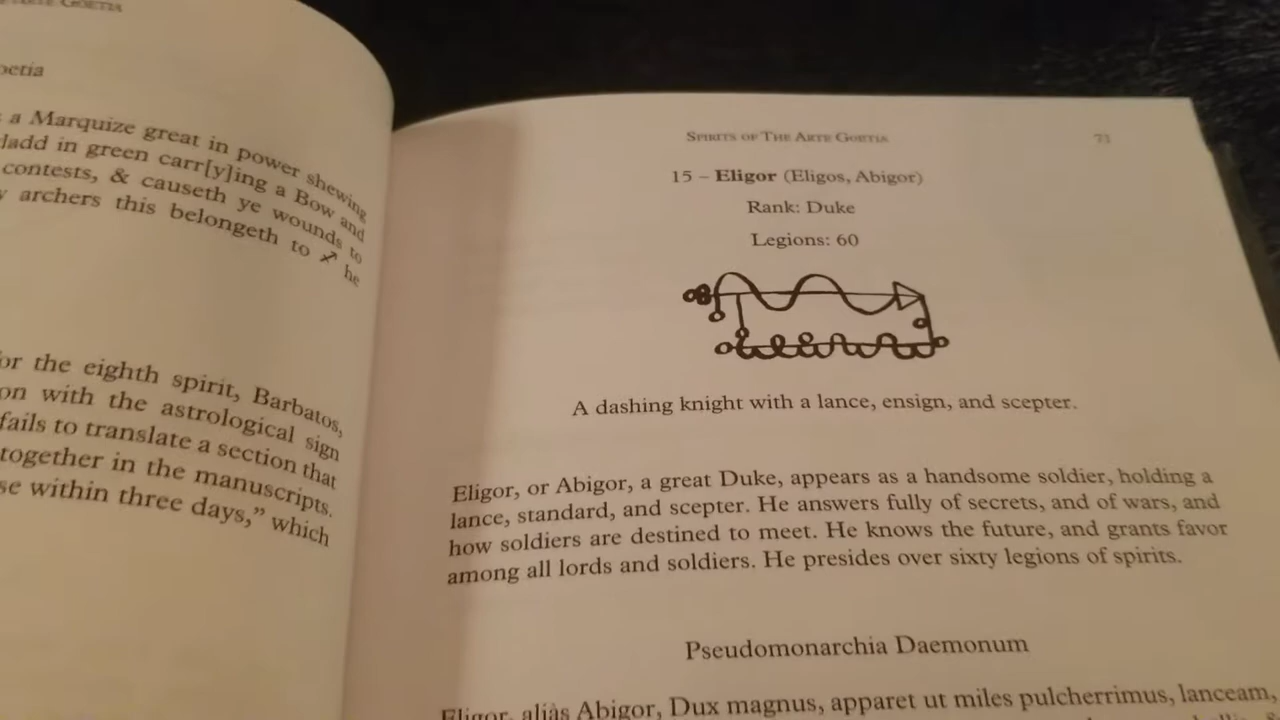 oetia
a Marquize great in power shewing
ladd in green carr[y]ing a Bow and
contests, & causeth ye wounds to
archers this belongeth to ♐ he
or the eighth spirit, Barbatos,
on with the astrological sign
fails to translate a section that
together in the manuscripts.
se within three days,” which
SPIRITS OF THE ARTE GOETIA
15 – Eligor (Eligos, Abigor)
Rank: Duke
Legions: 60
A dashing knight with a lance, ensign, and scepter.
Eligor, or Abigor, a great Duke, appears as a handsome soldier, holding a
lance, standard, and scepter. He answers fully of secrets, and of wars, and
how soldiers are destined to meet. He knows the future, and grants favor
among all lords and soldiers. He presides over sixty legions of spirits.
Pseudomonarchia Daemonum
Eligor, aliàs Abigor, Dux magnus, apparet ut miles pulcherrimus, lanceam,